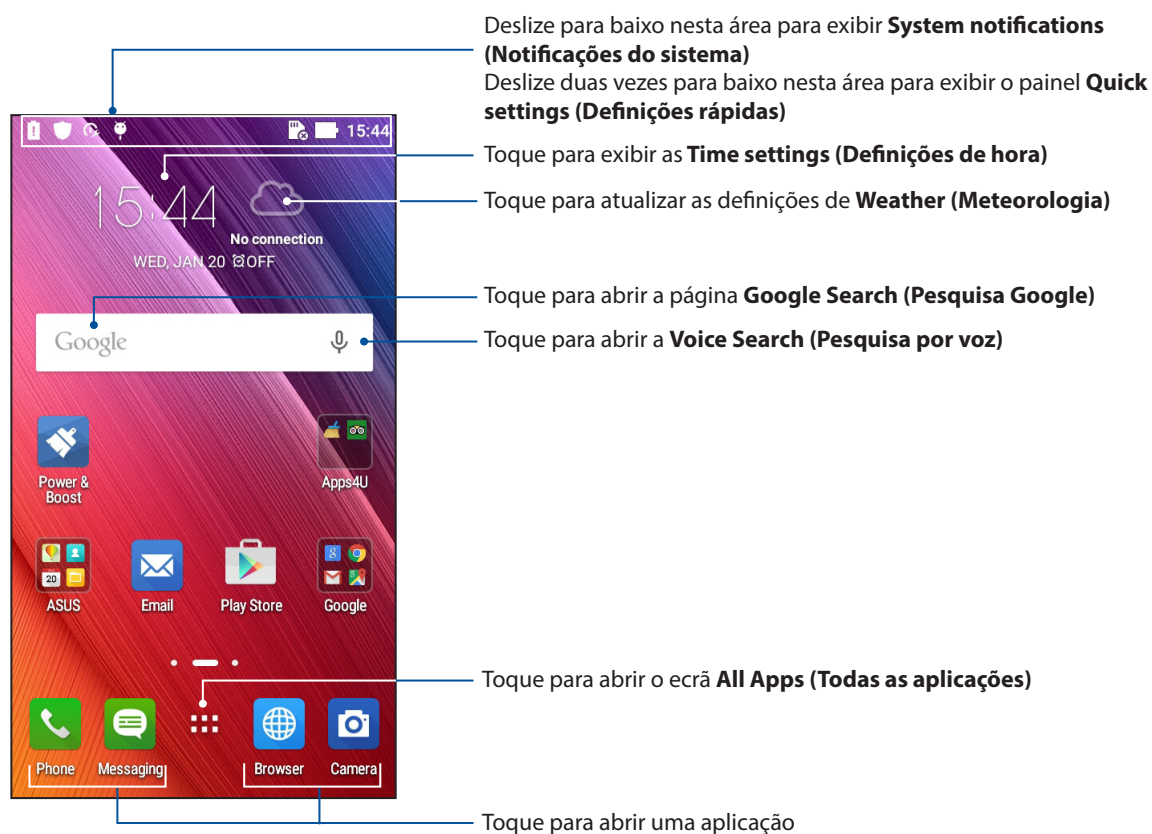 Deslize para baixo nesta área para exibir System notifications
(Notificações do sistema)
Deslize duas vezes para baixo nesta área para exibir o painel Quick
settings (Definições rápidas)
15:44
Toque para exibir as Time settings (Definições de hora)
15:44
Toque para atualizar as definições de Weather (Meteorologia)
No connection
WED, JAN 20 OFF
Toque para abrir a página Google Search (Pesquisa Google)
Google
Toque para abrir a Voice Search (Pesquisa por voz)
Power &
Boost
Apps4U
20
8
ASUS
Email
Play Store
Google
Toque para abrir o ecrã All Apps (Todas as aplicações)
Phone
Messaging
Browser
Camera
Toque para abrir uma aplicação